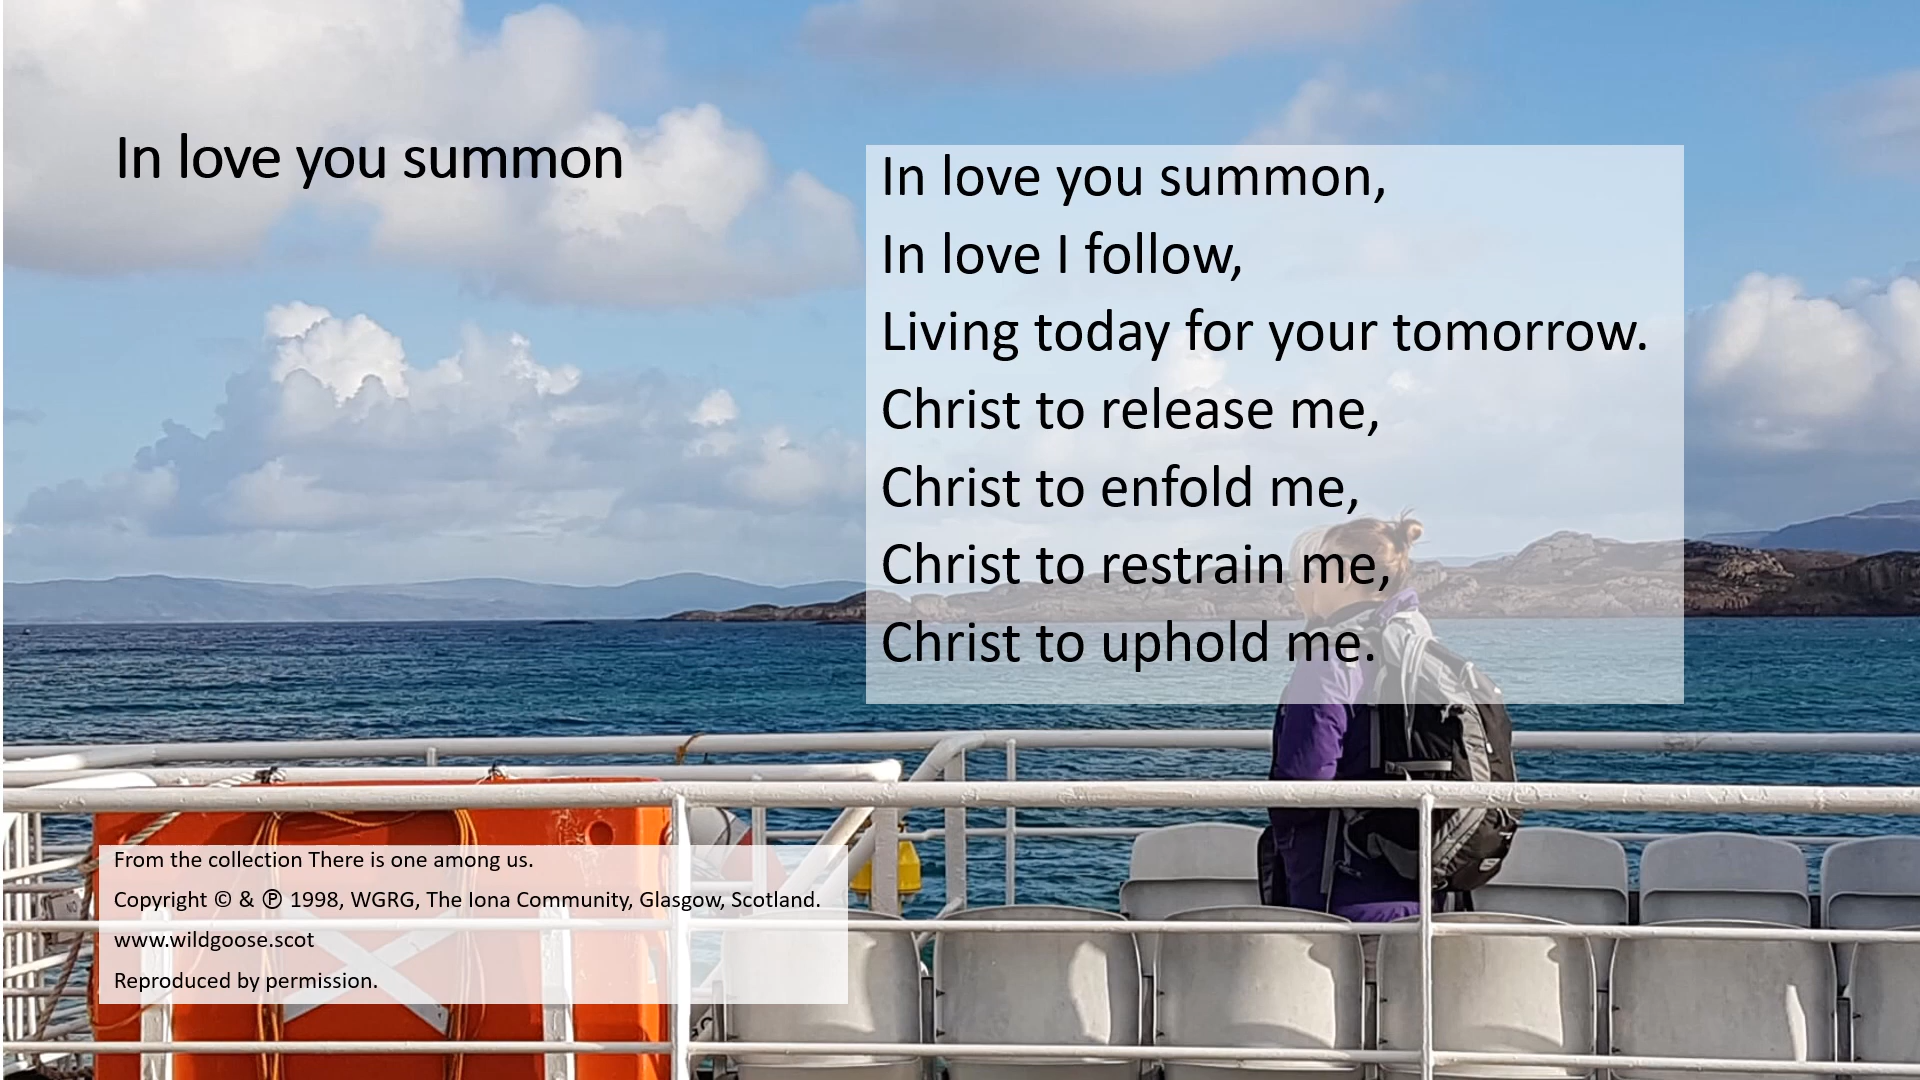 In love you summon
In love you summon,
In love I follow,
Living today for your tomorrow.
Christ to release me,
Christ to enfold me,
Christ to restrain me,
Christ to uphold me.
From the collection There is one among us.
Copyright © & ℗ 1998, WGRG, The Iona Community, Glasgow, Scotland.
www.wildgoose.scot
Reproduced by permission.